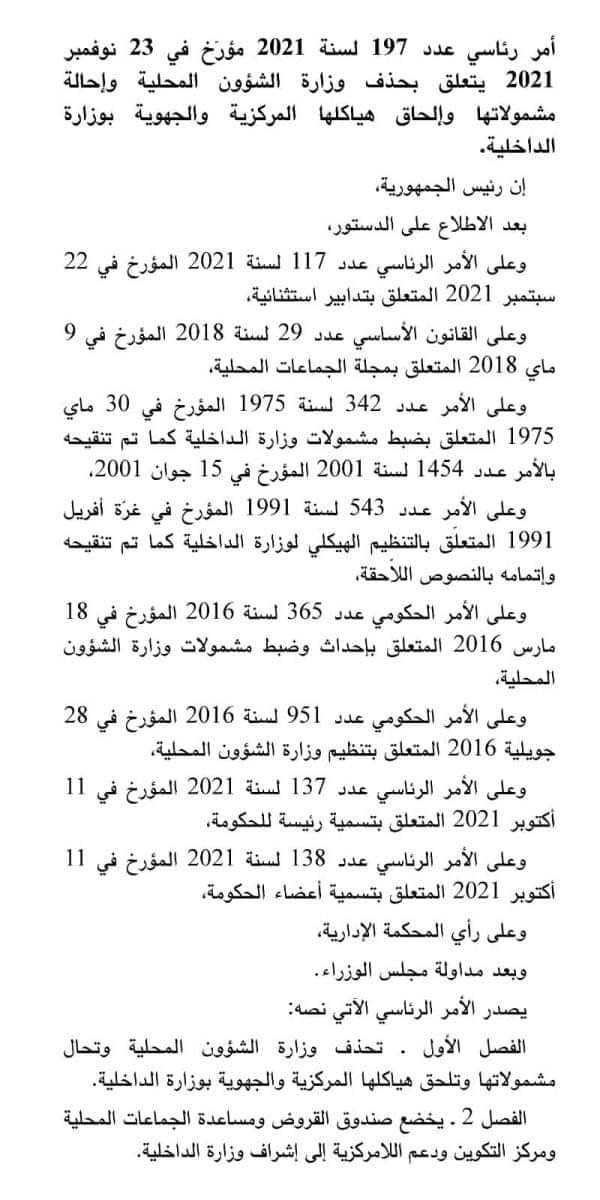 أمر رئاسي عدد 197 لسنة 2021 مؤرّخ في 23 نوفمبر
2021 يتعلق بحذف وزارة الشؤون المحلية وإحالة
مشمولاتها وإلحاق هياكلها المركزية والجهوية بوزارة
الداخلية.
إن رئيس الجمهورية،
بعد الاطلاع على الدستور،
وعلى الأمر الرئاسي عدد 117 لسنة 2021 المؤرخ في 22
سبتمبر 2021 المتعلق بتدابير استثنائية،
وعلى القانون الأساسي عدد 29 لسنة 2018 المؤرخ في 9
ماي 2018 المتعلق بمجلة الجماعات المحلية،
وعلى الأمر عدد 342 لسنة 1975 المؤرخ في 30 ماي
1975 المتعلق بضبط مشمولات وزارة الداخلية كما تم تنقيحه
بالأمر عدد 1454 لسنة 2001 المؤرخ في 15 جوان 2001،
وعلى الأمر عدد 543 لسنة 1991 المؤرخ في غرّة أفريل
1991 المتعلّق بالتنظيم الهيكلي لوزارة الداخلية كما تم تنقيحه
وإتمامه بالنصوص اللاّحقة،
وعلى الأمر الحكومي عدد 365 لسنة 2016 المؤرخ في 18
مارس 2016 المتعلق بإحداث وضبط مشمولات وزارة الشؤون
المحلية،
وعلى الأمر الحكومي عدد 951 لسنة 2016 المؤرخ في 28
جويلية 2016 المتعلق بتنظيم وزارة الشؤون المحلية،
وعلى الأمر الرئاسي عدد 137 لسنة 2021 المؤرخ في 11
أكتوبر 2021 المتعلق بتسمية رئيسة للحكومة،
وعلى الأمر الرئاسي عدد 138 لسنة 2021 المؤرخ في 11
أكتوبر 2021 المتعلق بتسمية أعضاء الحكومة،
وعلى رأي المحكمة الإدارية،
وبعد مداولة مجلس الوزراء.
يصدر الأمر الرئاسي الآتي نصه:
الفصل الأول . تحذف وزارة الشؤون المحلية وتحال
مشمولاتها وتلحق هياكلها المركزية والجهوية بوزارة الداخلية.
الفصل 2 . يخضع صندوق القروض ومساعدة الجماعات المحلية
ومركز التكوين ودعم اللامركزية إلى إشراف وزارة الداخلية.